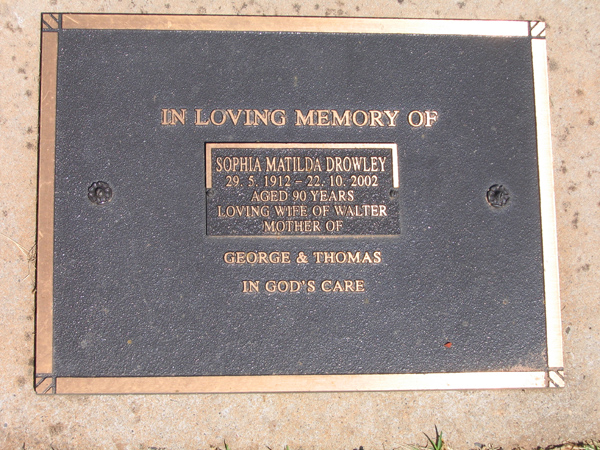 IN LOVING MEMORY OF
SOPHIA MATILDA DROWLEY
29. 5. 1912 - 22. 10. 2002
AGED 90 YEARS
LOVING WIFE OF WALTER
MOTHER OF
GEORGE & THOMAS
IN GOD'S CARE